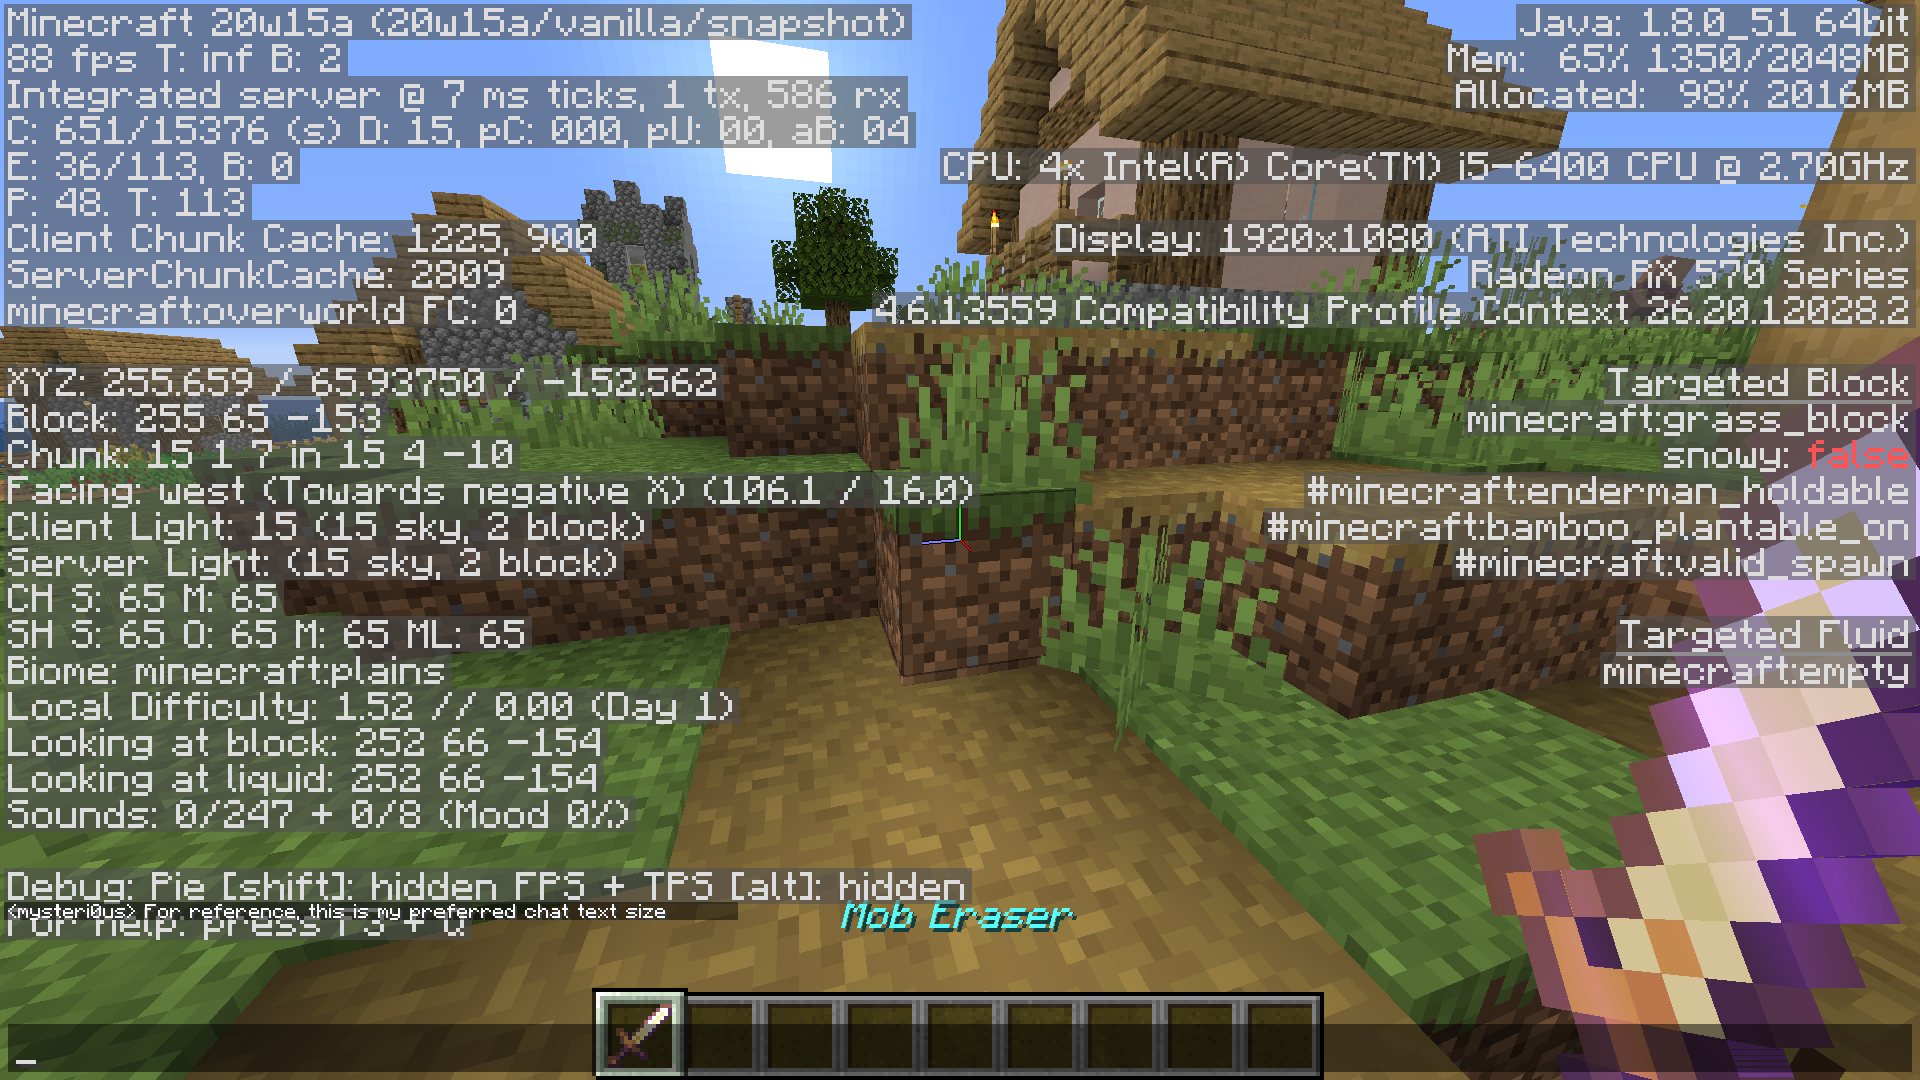 Minecraft 20w15a (20w15a/vanilla/snapshot)
88 fps T: inf B: 2
Integrated server @ 7 ms ticks, 1 tx, 586 rx
C: 651/15376 (s) D: 15, pC: 000, pU: 00, aB: 04
E: 36/113, B: 0
P: 48. T: 113
Client Chunk Cache: 1225, 900
ServerChunkCache: 2809
minecraft:overworld FC: 0
XYZ: 255.659 / 65.93750 / -152.562
Block: 255 65 -153
Chunk: 15 1 7 in 15 4 -10
Facing: west (Towards negative X) (106.1 / 16.0)
Client Light: 15 (15 sky, 2 block)
Server Light: (15 sky, 2 block)
CH S: 65 M: 65
SH S: 65 O: 65 M: 65 ML: 65
Biome: minecraft:plains
Local Difficulty: 1.52 // 0.00 (Day 1)
Looking at block: 252 66 -154
Looking at liquid: 252 66 -154
Sounds: 0/247 + 0/8 (Mood 0%)
Debug: Pie [shift]: hidden FPS + TPS [alt]: hidden
<mysteri0us> For reference, this is my preferred chat text size
For help: press F3 + Q
Java: 1.8.0_51 64bit
Mem: 65% 1350/2048MB
Allocated: 98% 2016MB
CPU: 4x Intel(R) Core(TM) i5-6400 CPU @ 2.70GHz
Display: 1920x1080 (ATI Technologies Inc.)
Radeon RX 570 Series
4.6.13559 Compatibility Profile Context 26.20.12028.2
Targeted Block
minecraft:grass_block
snowy: false
#minecraft:enderman_holdable
#minecraft:bamboo_plantable_on
#minecraft:valid_spawn
Targeted Fluid
minecraft:empty
Mob Eraser
_